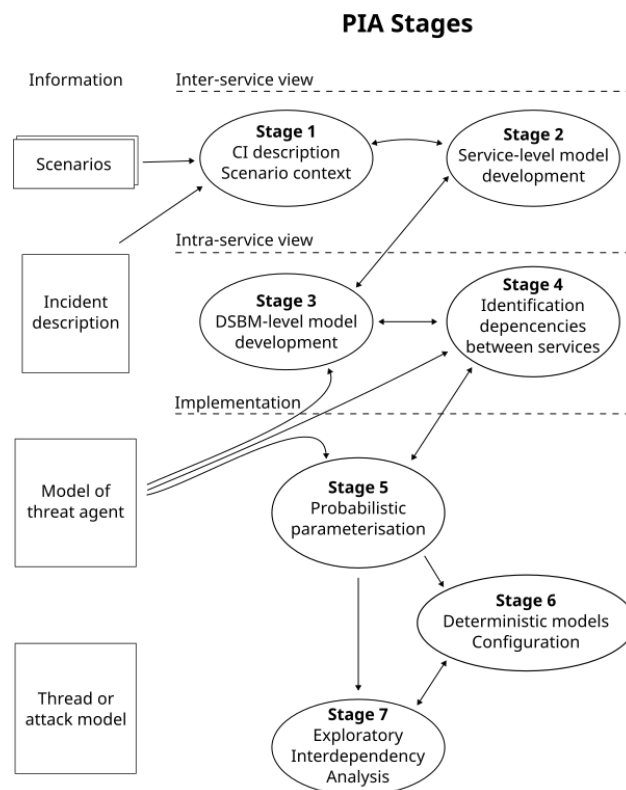 PIA Stages
Information
Inter-service view
Scenarios
Stage 1
CI description
Scenario context
Stage 2
Service-level model
development
Intra-service view
Incident
description
Stage 3
DSBM-level model
development
Stage 4
Identification
depencencies
between services
Implementation
Model of
threat agent
Stage 5
Probabilistic
parameterisation
Stage 6
Deterministic models
Configuration
Thread or
attack model
Stage 7
Exploratory
Interdependency
Analysis